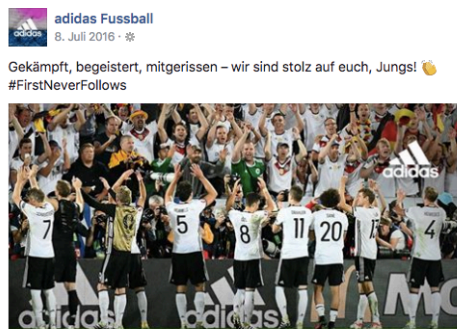 adidas
adidas Fussball
8. Juli 2016
Gekämpft, begeistert, mitgerissen – wir sind stolz auf euch, Jungs! 👏
#FirstNeverFollows
adidas
7
5
8
11
20
4
adidas
adidas